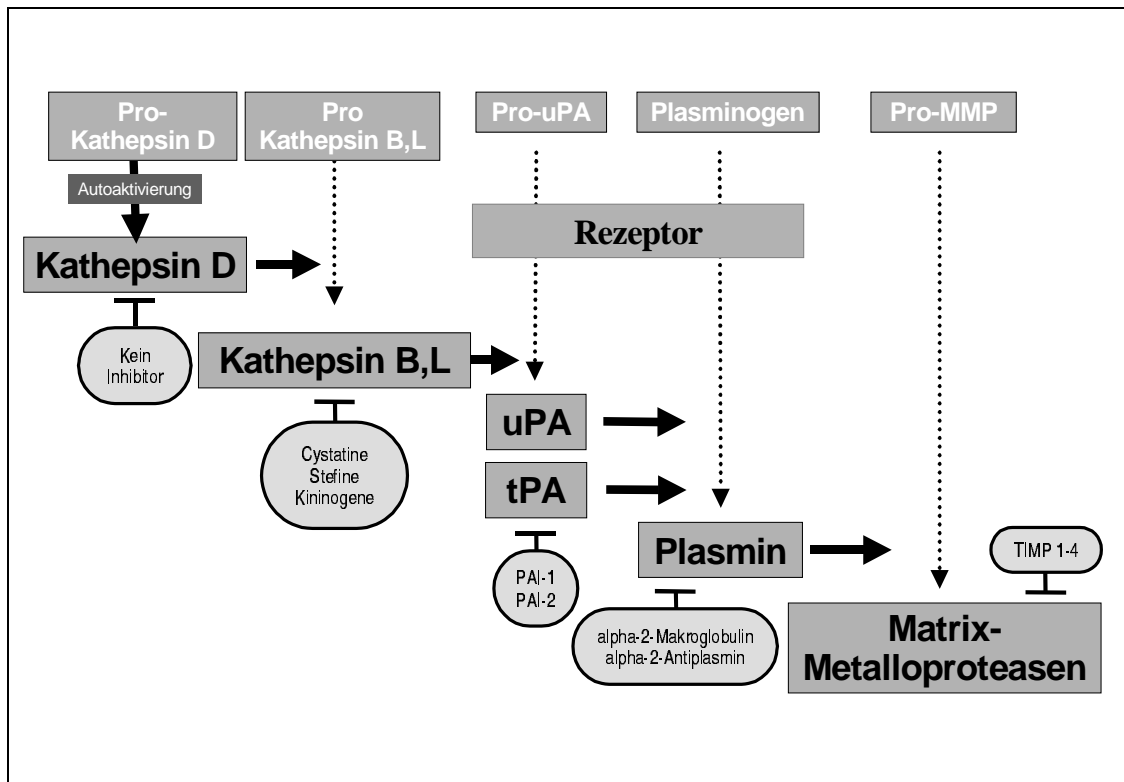 Pro-
Kathepsin D
Pro
Kathepsin B,L
Pro-uPA
Plasminogen
Pro-MMP
Autoaktivierung
Rezeptor
Kathepsin D
Kein
Inhibitor
Kathepsin B,L
uPA
Cystatine
Stefine
Kininogene
tPA
Plasmin
TIMP 1-4
PAI-1
PAI-2
alpha-2-Makroglobulin
alpha-2-Antiplasmin
Matrix-
Metalloproteasen